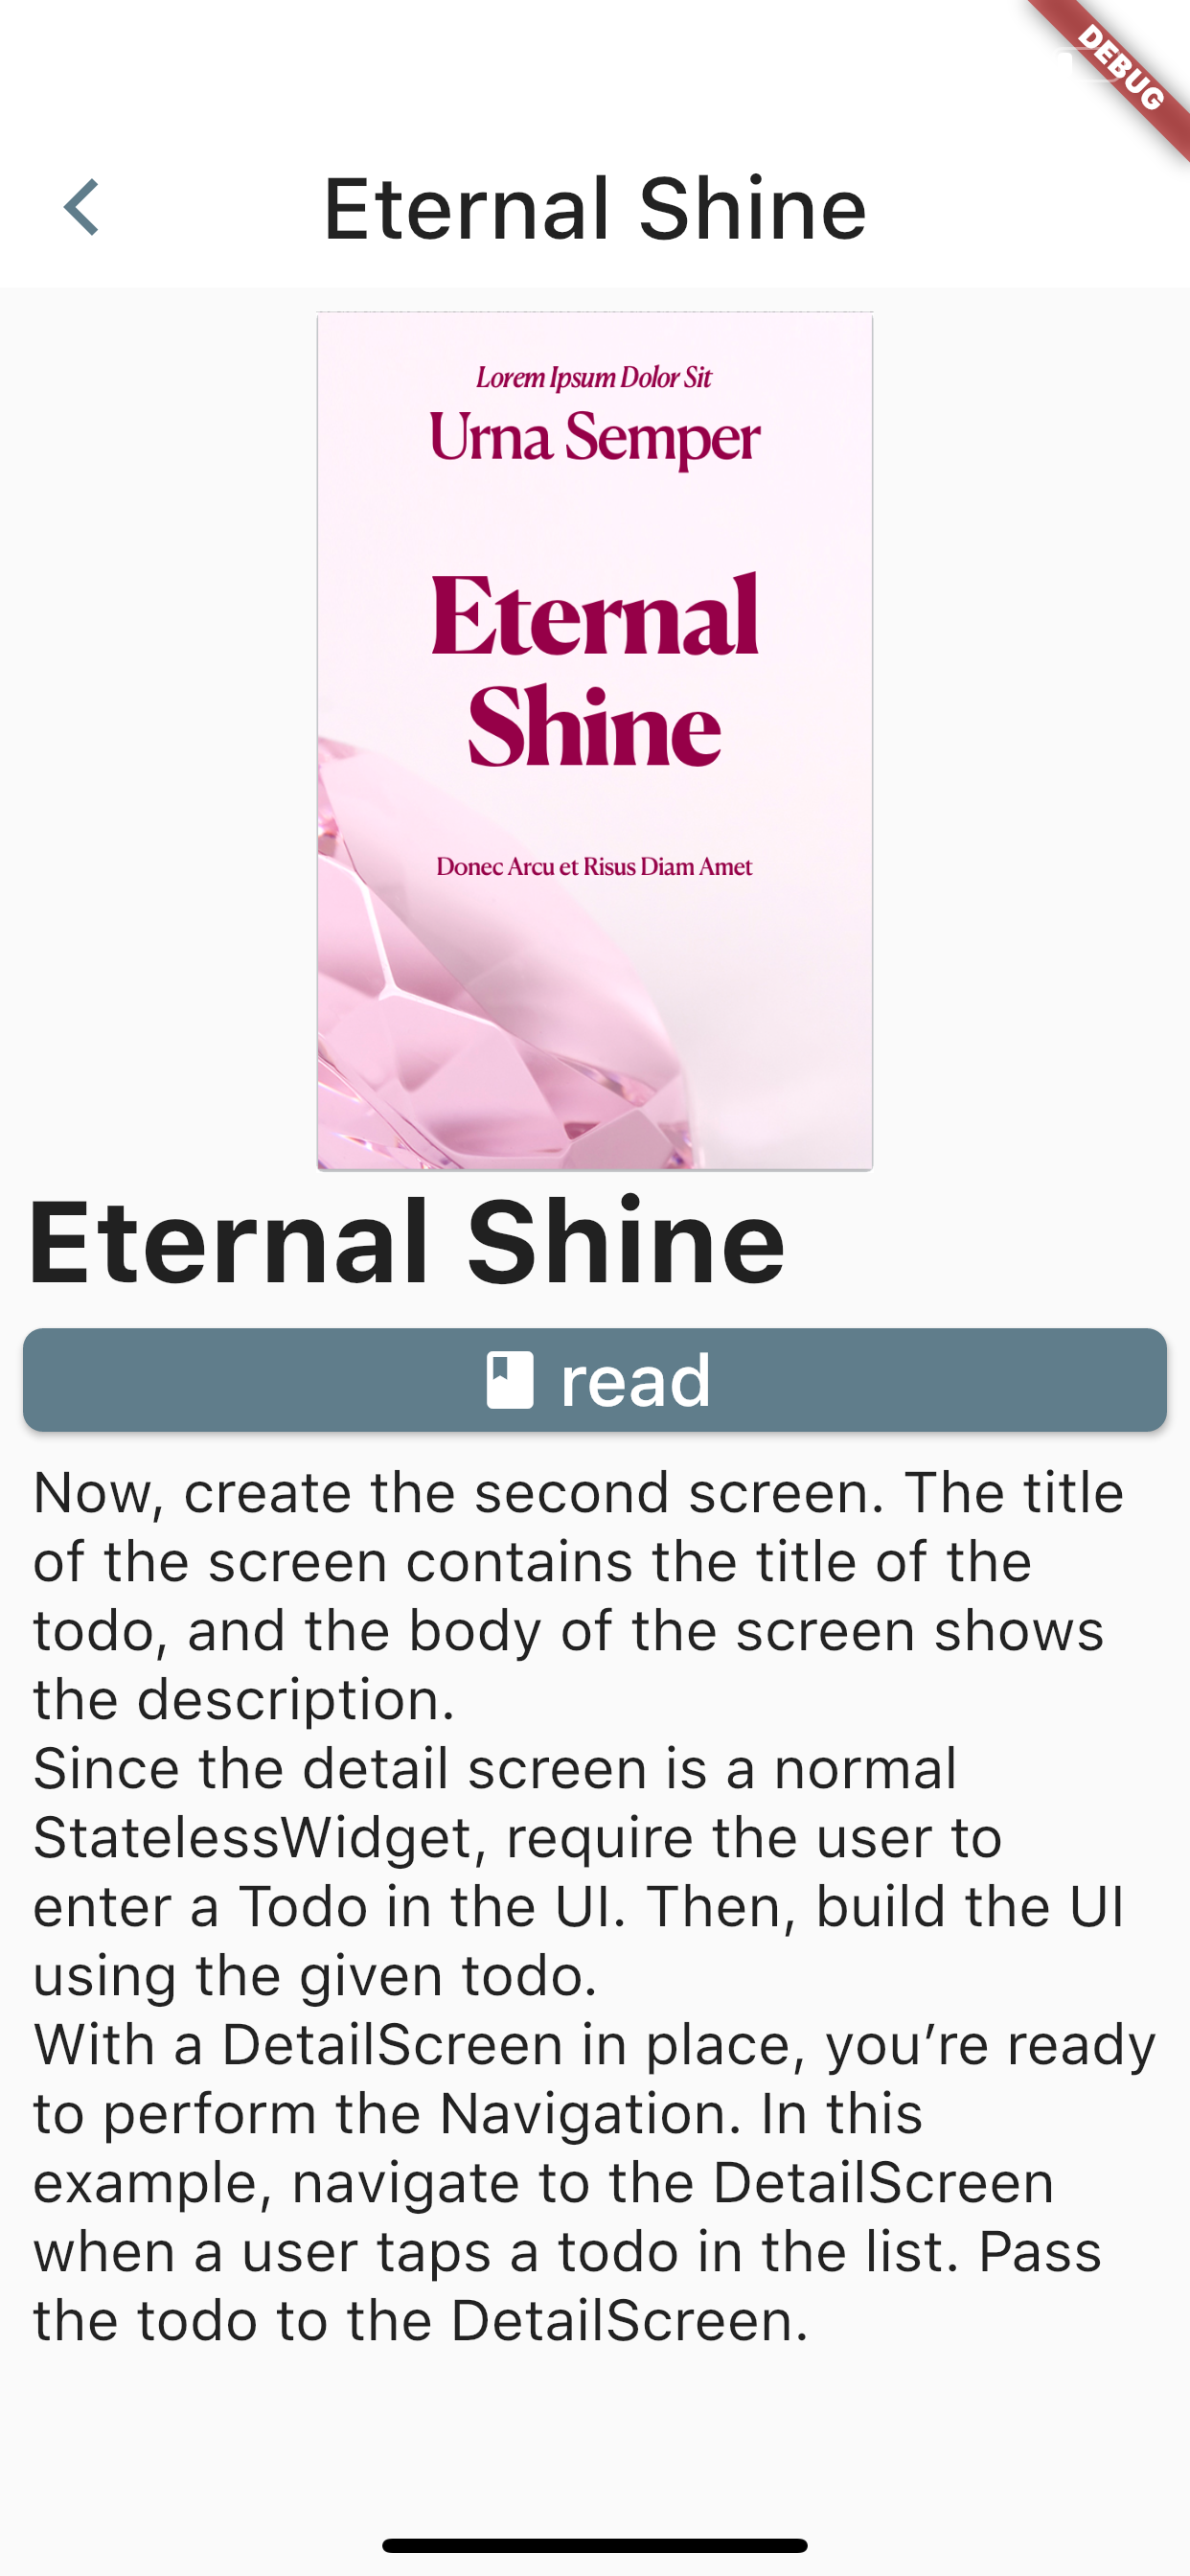 DEBUG
Eternal Shine
Lorem Ipsum Dolor Sit
Urna Semper
Eternal
Shine
Donec Arcu et Risus Diam Amet
Eternal Shine
read
Now, create the second screen. The title
of the screen contains the title of the
todo, and the body of the screen shows
the description.
Since the detail screen is a normal
StatelessWidget, require the user to
enter a Todo in the UI. Then, build the UI
using the given todo.
With a DetailScreen in place, you’re ready
to perform the Navigation. In this
example, navigate to the DetailScreen
when a user taps a todo in the list. Pass
the todo to the DetailScreen.